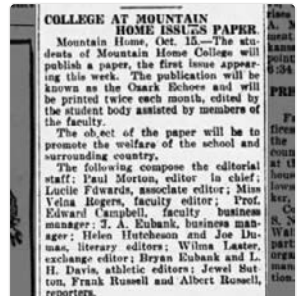 COLLEGE AT MOUNTAIN
HOME ISSUES PAPER
Mountain Home, Oct. 15.—The stu-
dents of Mountain Home College will
publish a paper, the first issue appear-
ing this week. The publication will be
known as the Ozark Echoes and will
be printed twice each month, edited by
the student body assisted by members of
the faculty.
The object of the paper will be to
promote the welfare of the school and
surrounding country.
The following compose the editorial
staff: Paul Morton, editor in chief;
Lucile Edwards, associate editor; Miss
Velna Rogers, faculty editor; Prof.
Edward Campbell, faculty business
manager; J. A. Eubank, business man-
ager; Helen Hutcheson and Joe Du-
mas, literary editors; Wilma Laster,
exchange editor; Bryan Eubank and L.
H. Davis, athletic editors; Jewel Sut-
ton, Frank Russell and Albert Russell,
reporters.